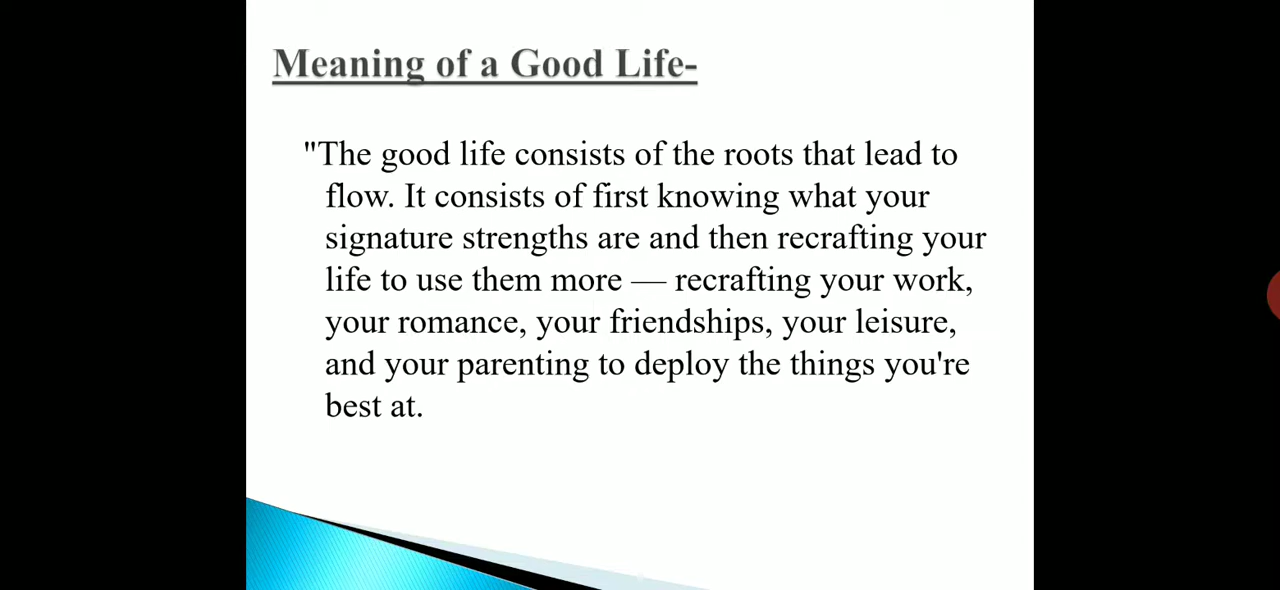 Meaning of a Good Life-
"The good life consists of the roots that lead to
flow. It consists of first knowing what your
signature strengths are and then recrafting your
life to use them more — recrafting your work,
your romance, your friendships, your leisure,
and your parenting to deploy the things you're
best at.